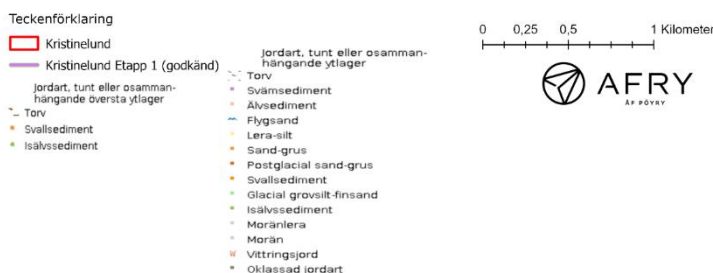 Teckenförklaring
Kristinelund
Kristinelund Etapp 1 (godkänd)
Jordart, tunt eller osamman-
hängande översta ytlager
Torv
Svallsediment
Isälvssediment
Jordart, tunt eller osamman-
hängande ytlager
Torv
Svämsediment
Älvsediment
Flygsand
Lera-silt
Sand-grus
Postglacial sand-grus
Svallsediment
Glacial grovsilt-finsand
Isälvssediment
Moränlera
Morän
Vittringsjord
Oklassad jordart
0 0,25 0,5 1 Kilometer
AFRY
ÅF PÖYRY